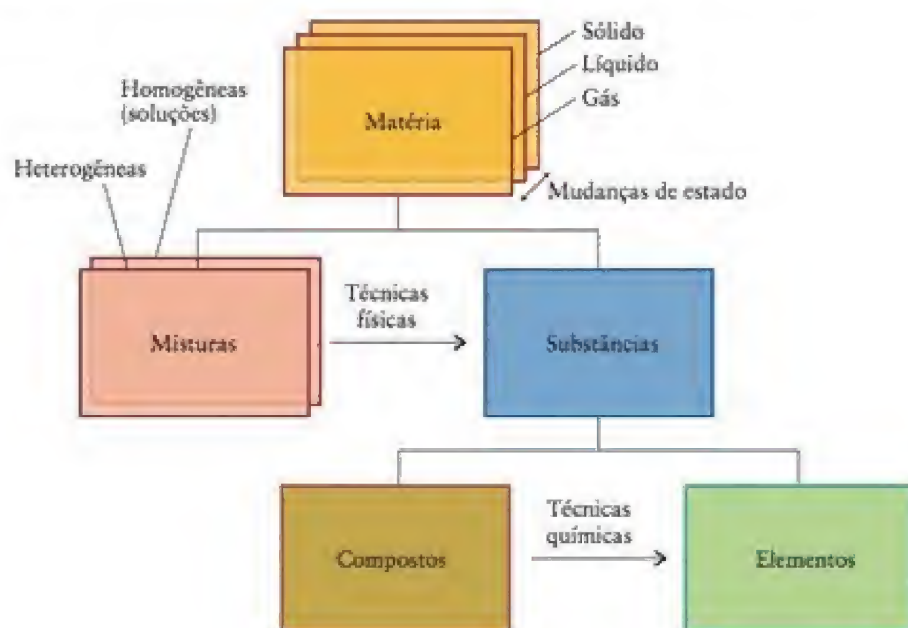 Sólido
Líquido
Gás
Matéria
Mudanças de estado
Homogêneas
(soluções)
Heterogêneas
Misturas
Técnicas
físicas
Substâncias
Compostos
Técnicas
químicas
Elementos